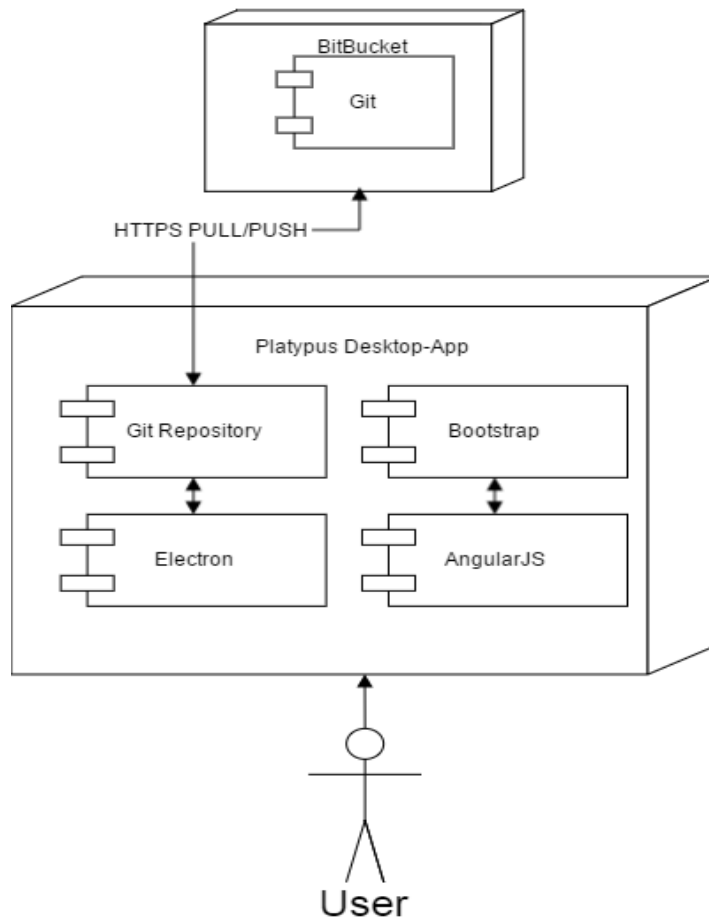 BitBucket
Git
HTTPS PULL/PUSH
Platypus Desktop-App
Git Repository
Bootstrap
Electron
AngularJS
User